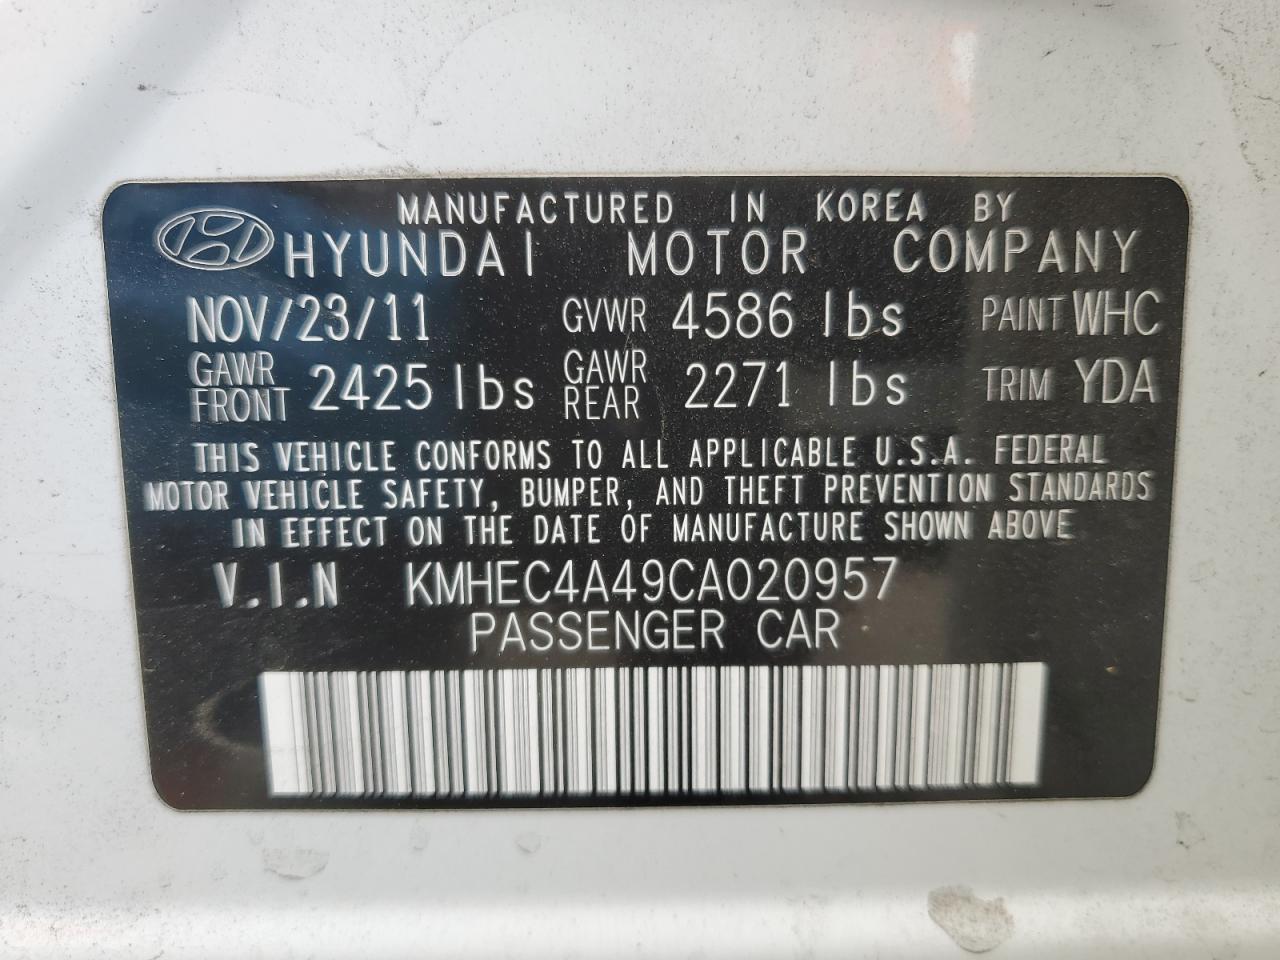 MANUFACTURED IN KOREA BY
HYUNDAI MOTOR COMPANY
NOV/23/11 GVWR 4586 lbs PAINT WHC
GAWR FRONT 2425 lbs GAWR REAR 2271 lbs TRIM YDA
THIS VEHICLE CONFORMS TO ALL APPLICABLE U.S.A. FEDERAL
MOTOR VEHICLE SAFETY, BUMPER, AND THEFT PREVENTION STANDARDS
IN EFFECT ON THE DATE OF MANUFACTURE SHOWN ABOVE
V.I.N KMHEC4A49CA020957
PASSENGER CAR